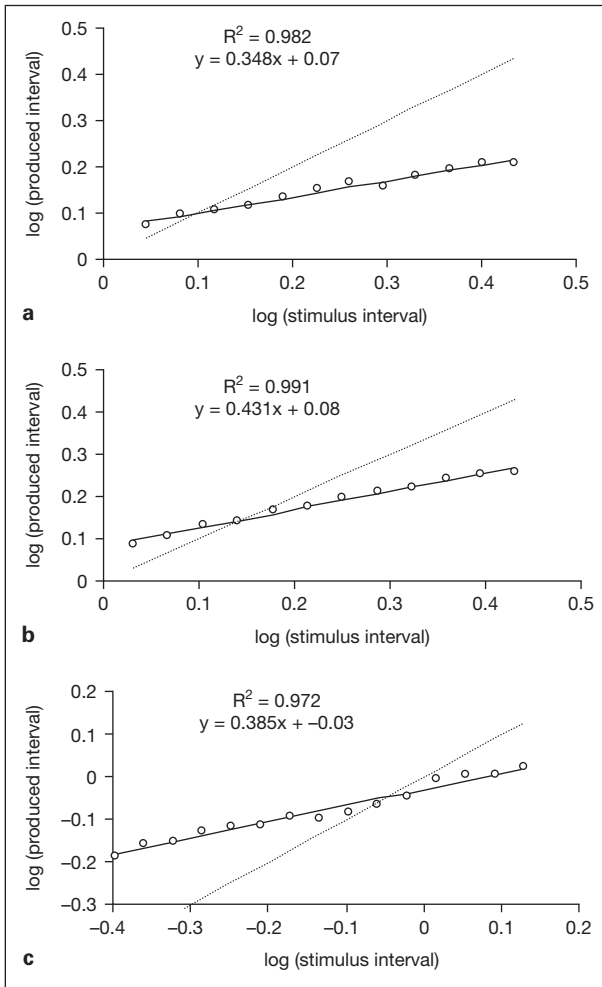 0.5
R² = 0.982
y = 0.348x + 0.07
0.4
0.3
0.2
0.1
0
log (produced interval)
0 0.1 0.2 0.3 0.4 0.5
log (stimulus interval)
a
0.5
R² = 0.991
y = 0.431x + 0.08
0.4
0.3
0.2
0.1
0
log (produced interval)
0 0.1 0.2 0.3 0.4 0.5
log (stimulus interval)
b
0.2
R² = 0.972
y = 0.385x + –0.03
0.1
0
–0.1
–0.2
–0.3
log (produced interval)
–0.4 –0.3 –0.2 –0.1 0 0.1 0.2
log (stimulus interval)
c